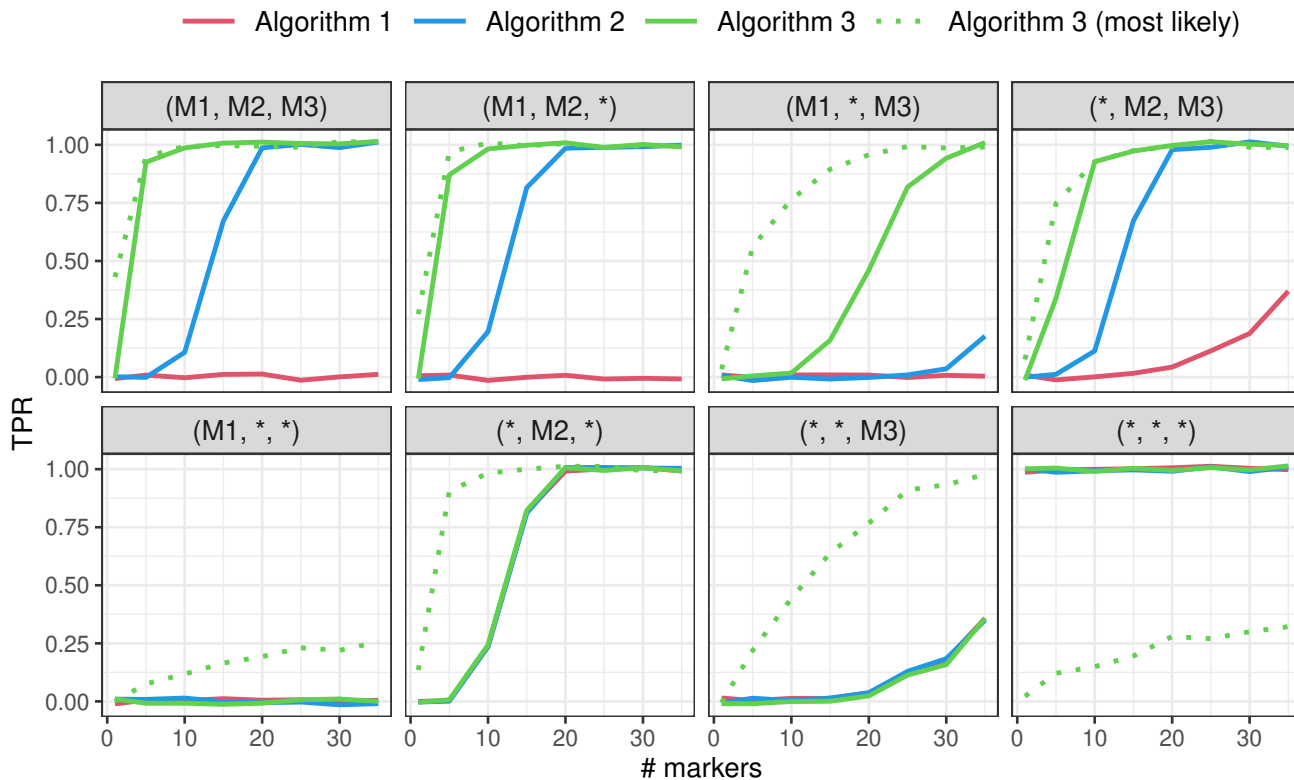 Algorithm 1 Algorithm 2 Algorithm 3 Algorithm 3 (most likely)
(M1, M2, M3) (M1, M2, *) (M1, *, M3) (*, M2, M3)
1.00
0.75
0.50
0.25
0.00
TPR
(M1, *, *) (*, M2, *) (*, *, M3) (*, *, *)
1.00
0.75
0.50
0.25
0.00
0 10 20 30 0 10 20 30 0 10 20 30 0 10 20 30
# markers